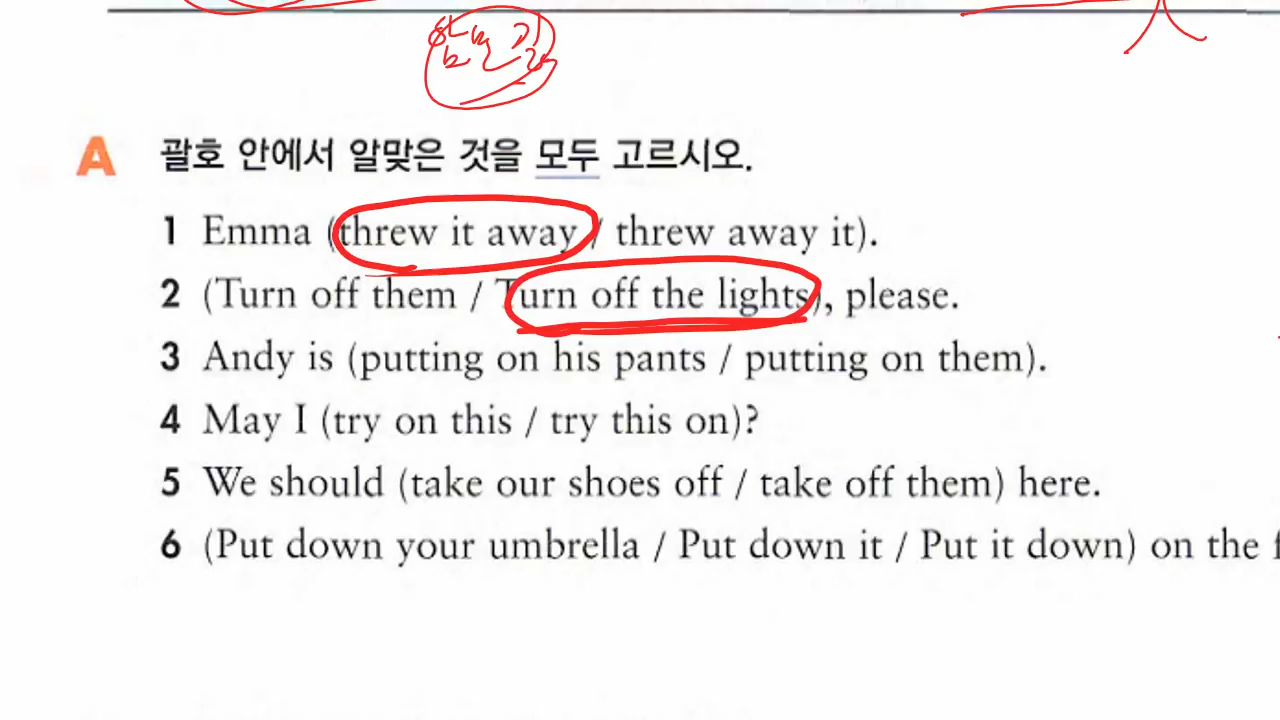 A 괄호 안에서 알맞은 것을 모두 고르시오.
1 Emma (threw it away / threw away it).
2 (Turn off them / Turn off the lights), please.
3 Andy is (putting on his pants / putting on them).
4 May I (try on this / try this on)?
5 We should (take our shoes off / take off them) here.
6 (Put down your umbrella / Put down it / Put it down) on the